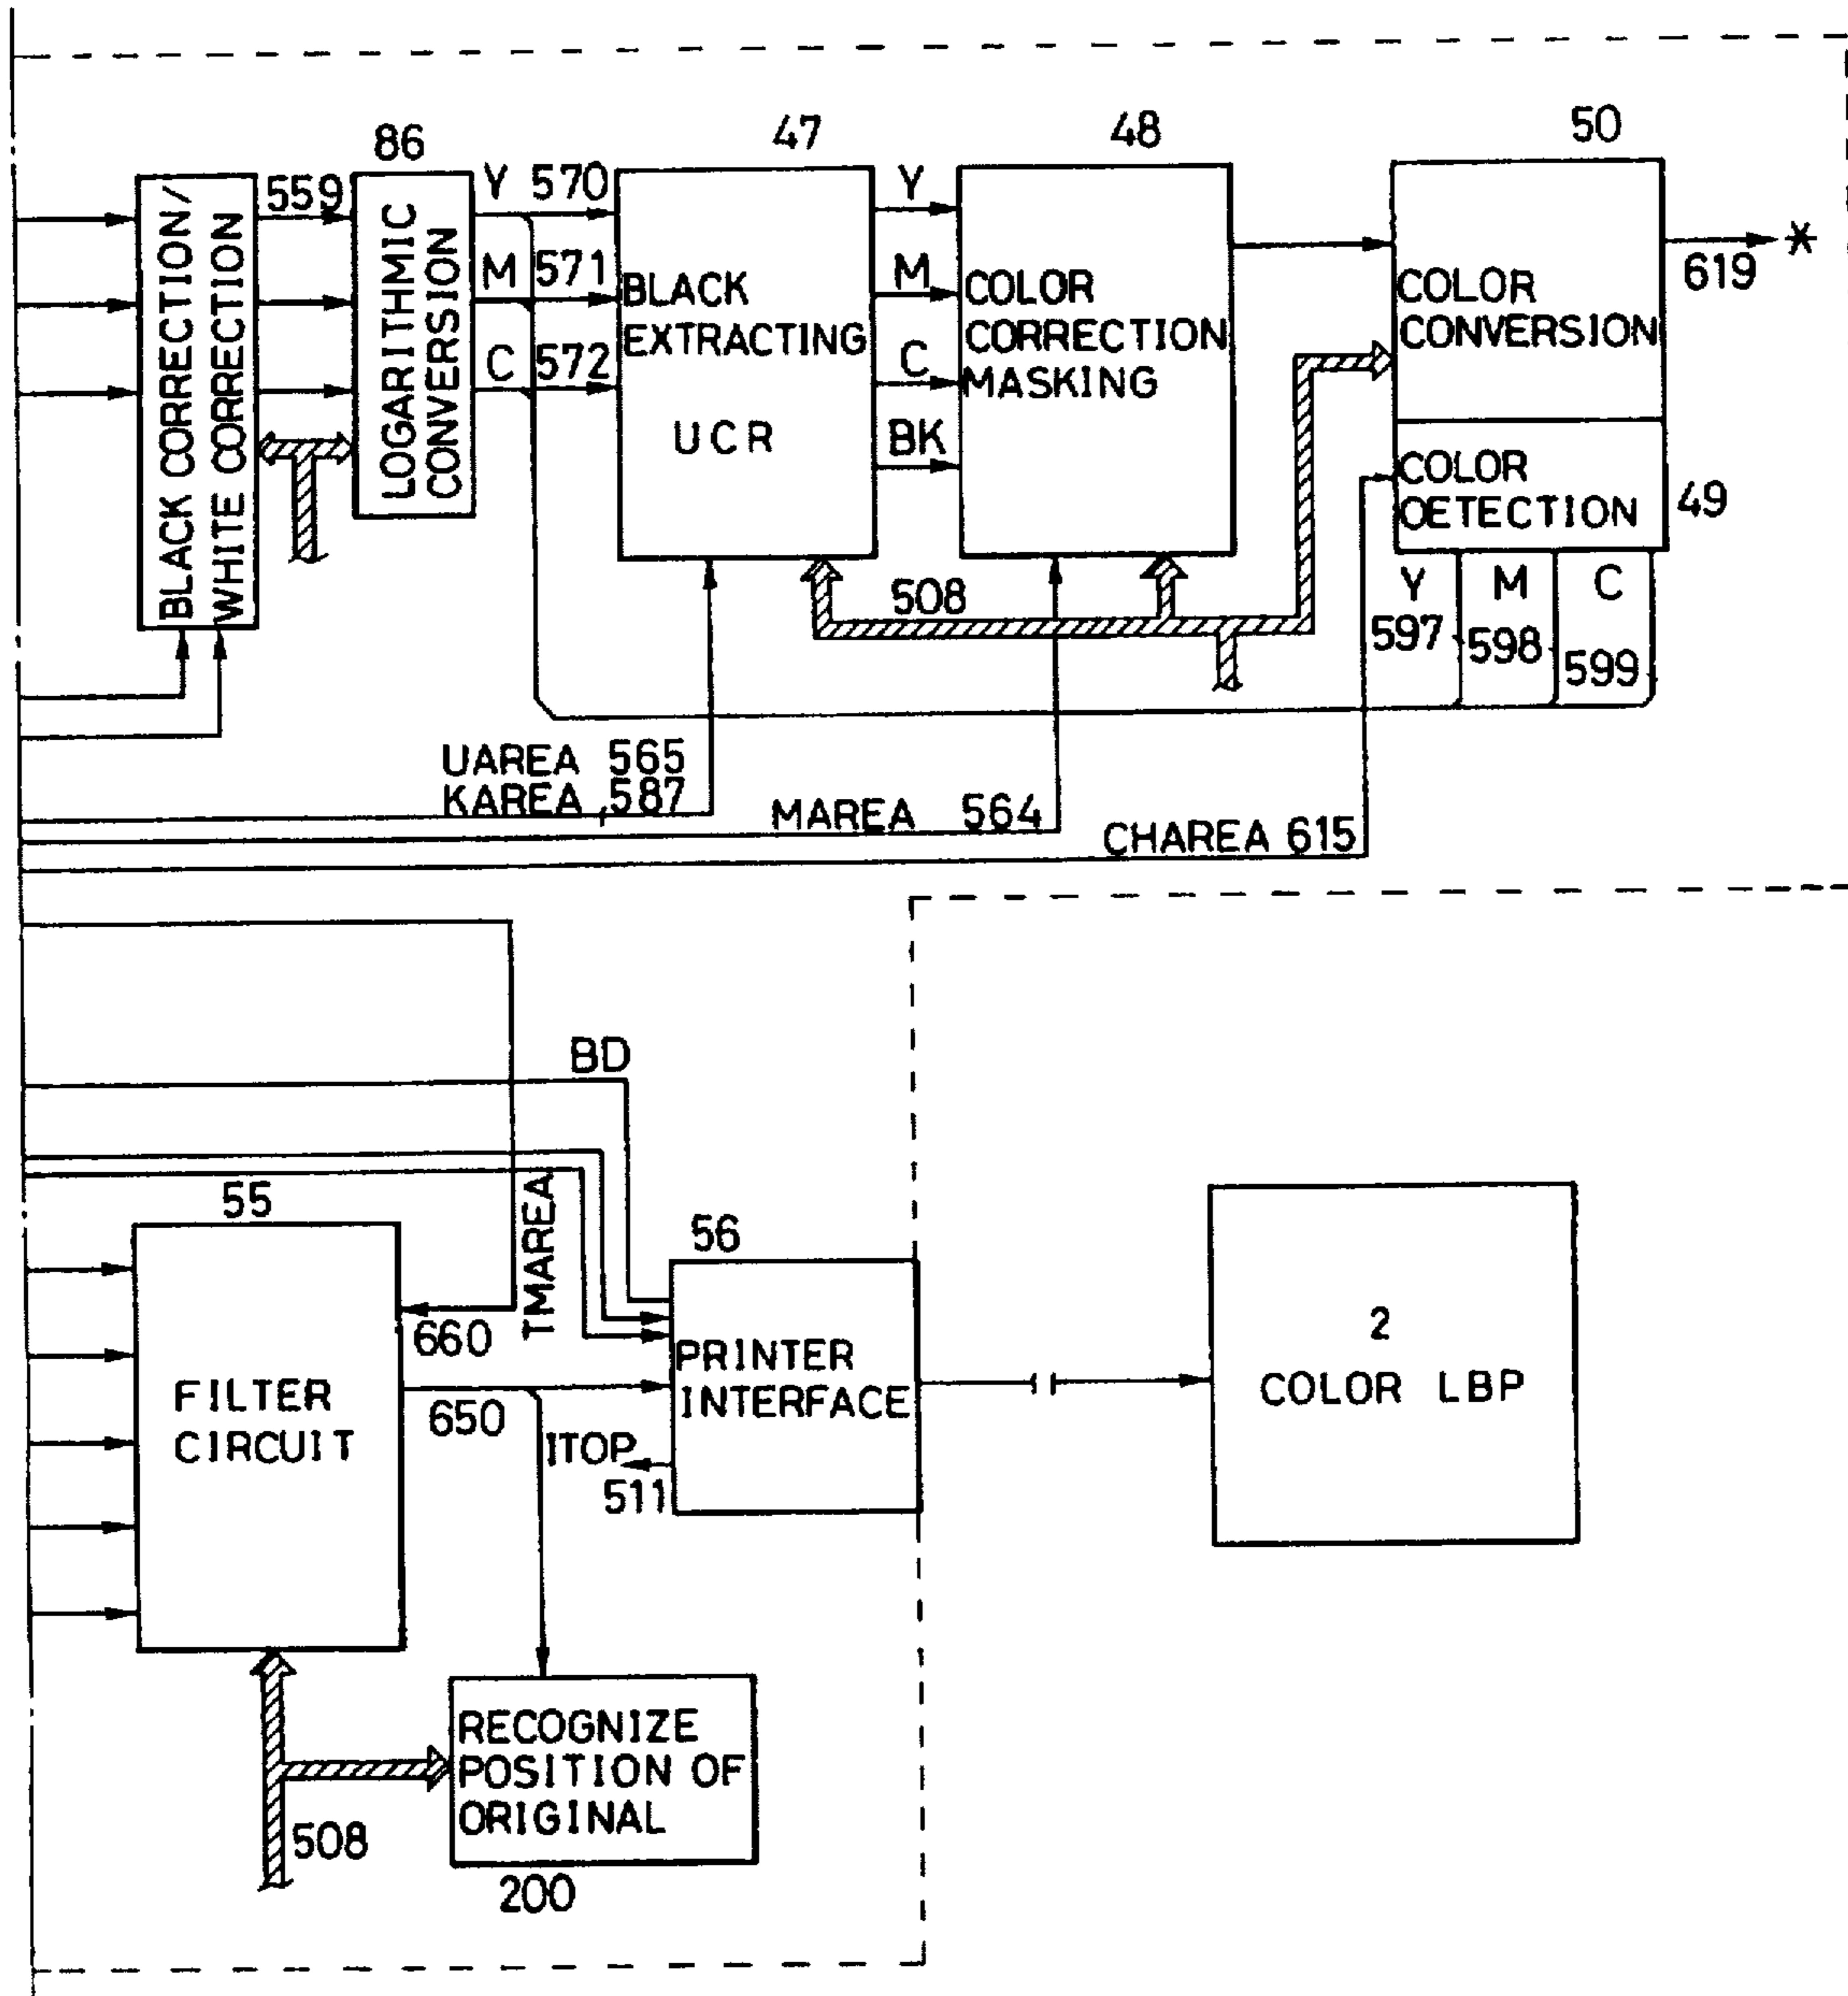 86
47
48
50
BLACK CORRECTION/
WHITE CORRECTION
559
LOGARITHMIC
CONVERSION
Y 570
M 571
C 572
BLACK
EXTRACTING
UCR
Y
M
C
BK
COLOR
CORRECTION
MASKING
COLOR
CONVERSION
619 *
COLOR
OETECTION
49
508
Y
597
M
598
C
599
UAREA 565
KAREA 587
MAREA 564
CHAREA 615
BD
TMAREA
55
56
660
FILTER
CIRCUIT
650
PRINTER
INTERFACE
ITOP
511
2
COLOR LBP
RECOGNIZE
POSITION OF
ORIGINAL
508
200